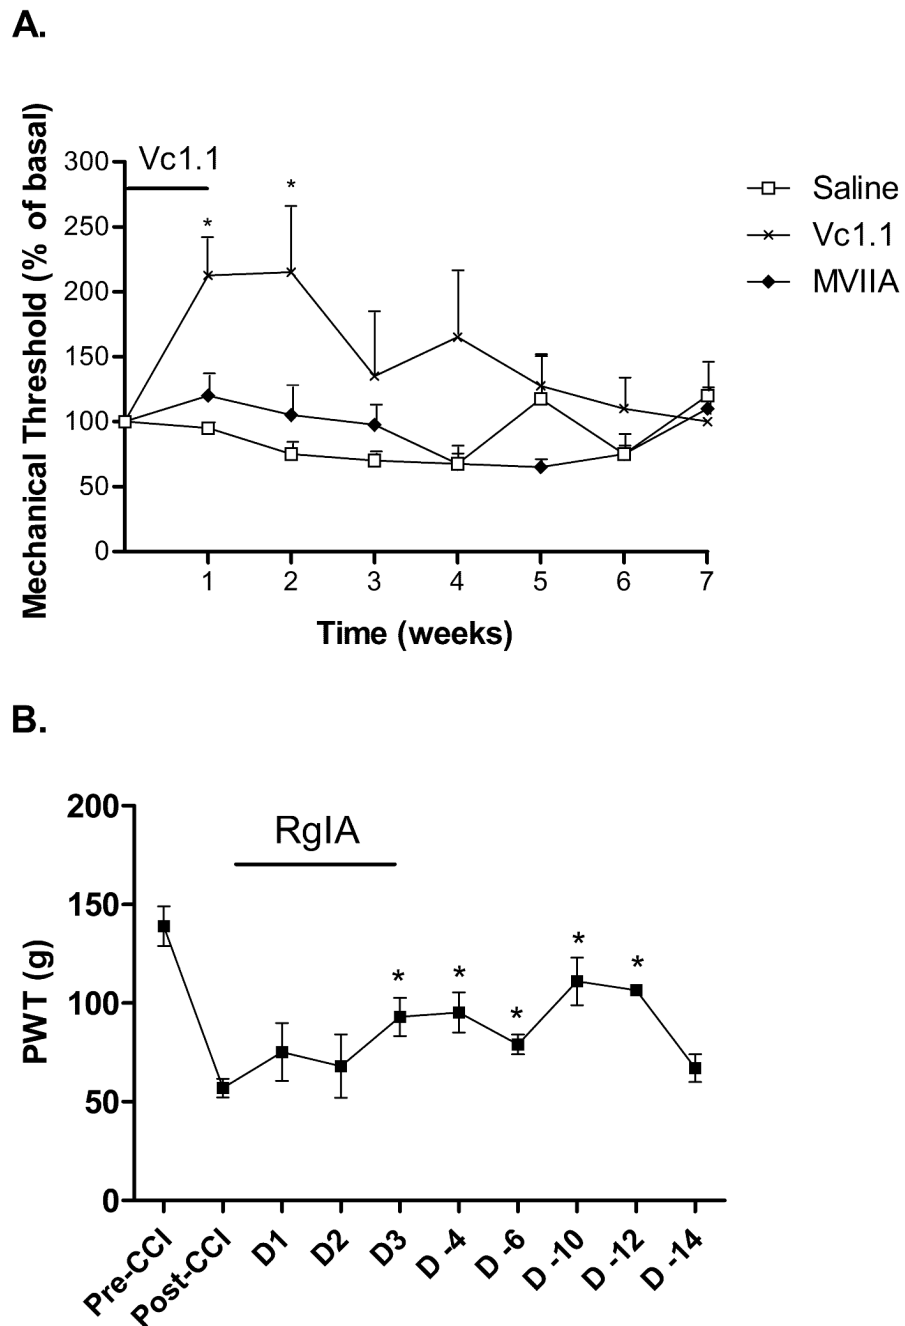 A.
Mechanical Threshold (% of basal)
300
250
200
150
100
50
0
Vc1.1
*
*
Saline
Vc1.1
MVIIA
1 2 3 4 5 6 7
Time (weeks)
B.
PWT (g)
200
150
100
50
0
RgIA
* * * * *
Pre-CCI Post-CCI D1 D2 D3 D -4 D -6 D -10 D -12 D -14